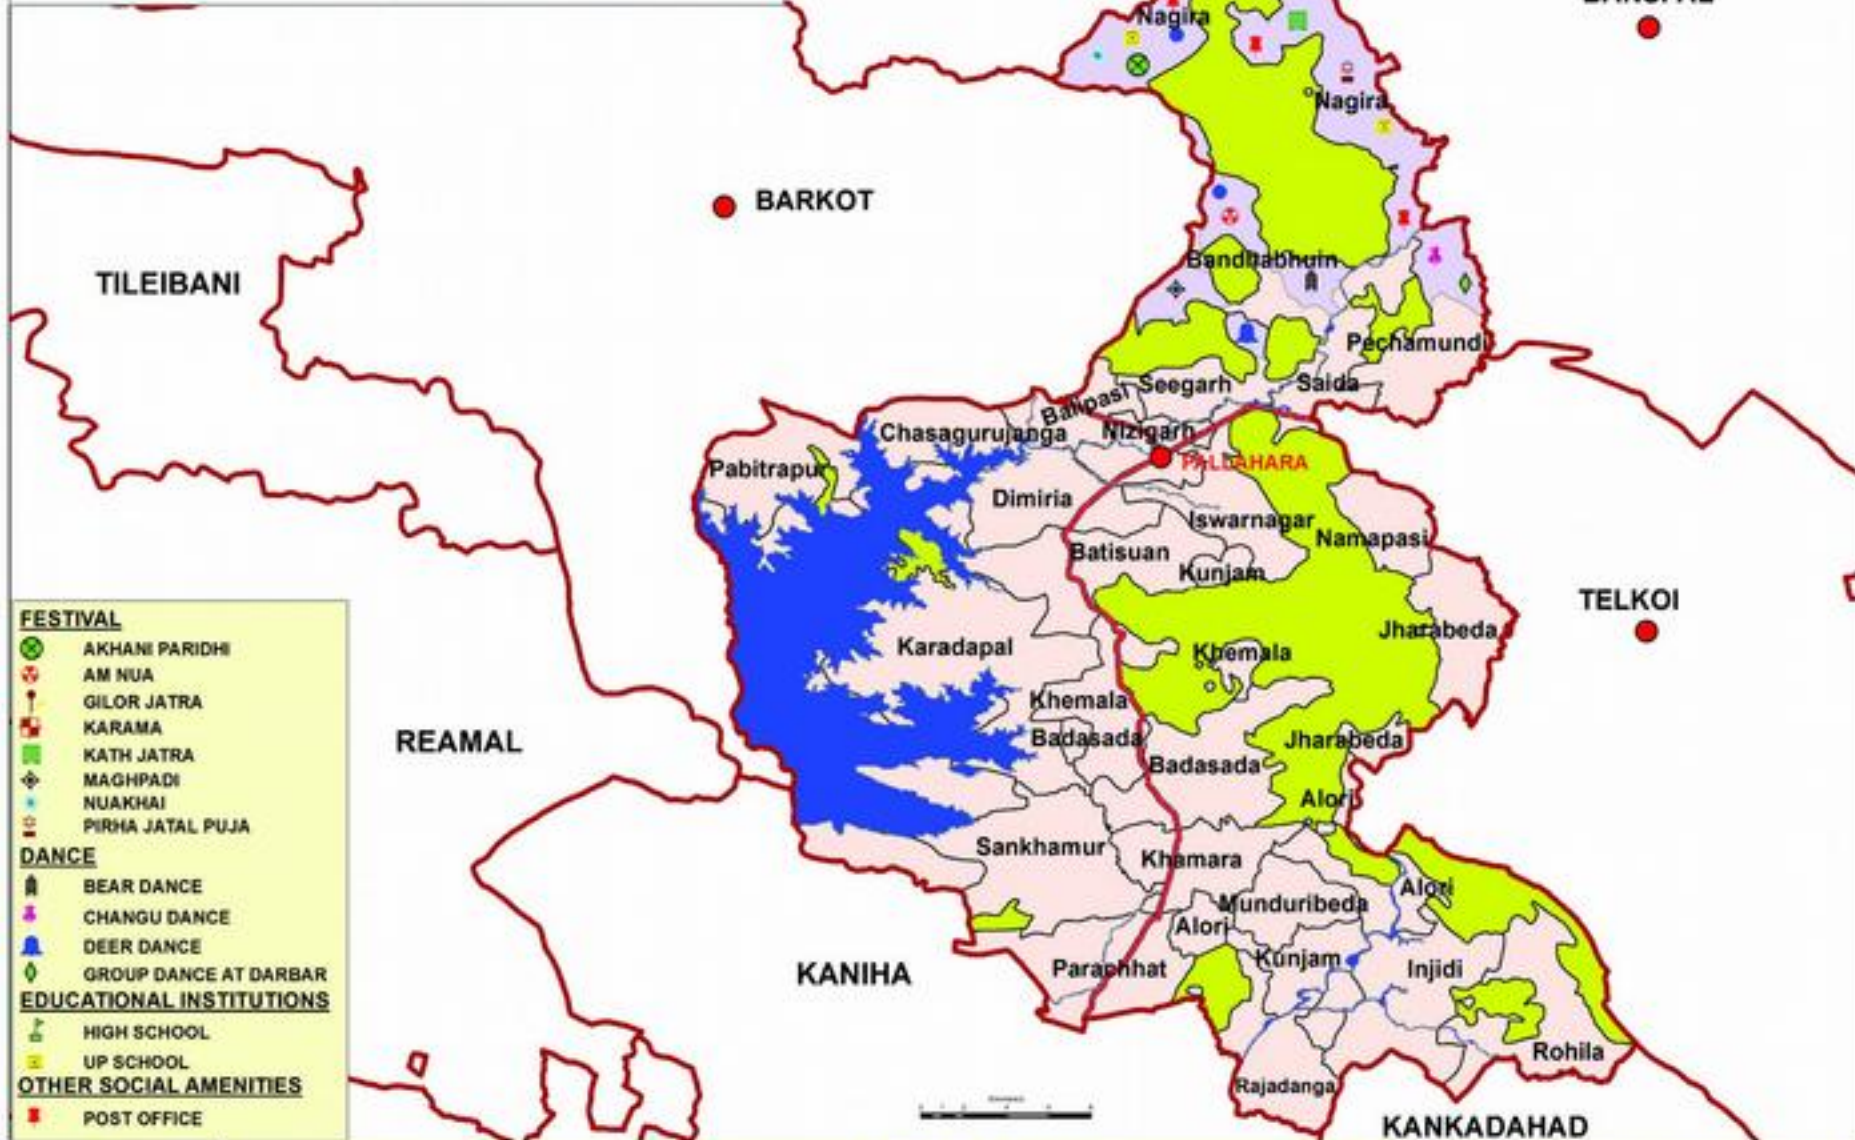 Nagira
BARKOT
Nagira
TILEIBANI
Bandhabhuin
Pechamundi
Seegarh
Saida
Balipasi
Chasagurujanga
Nizigarh
Pabitrapur
PALLAHARA
Dimiria
Iswarnagar
Namapasi
Batisuan
Kunjam
TELKOI
Jharabeda
Karadapal
Khemala
Khemala
REAMAL
Badasada
Jharabeda
Badasada
Alori
Sankhamur
Khamara
Alori
Munduribeda
Alori
Kunjam
Injidi
KANIHA
Paraphhat
Rohila
Rajadanga
KANKADAHAD
FESTIVAL
AKHANI PARIDHI
AM NUA
GILOR JATRA
KARAMA
KATH JATRA
MAGHPADI
NUAKHAI
PIRHA JATAL PUJA
DANCE
BEAR DANCE
CHANGU DANCE
DEER DANCE
GROUP DANCE AT DARBAR
EDUCATIONAL INSTITUTIONS
HIGH SCHOOL
UP SCHOOL
OTHER SOCIAL AMENITIES
POST OFFICE